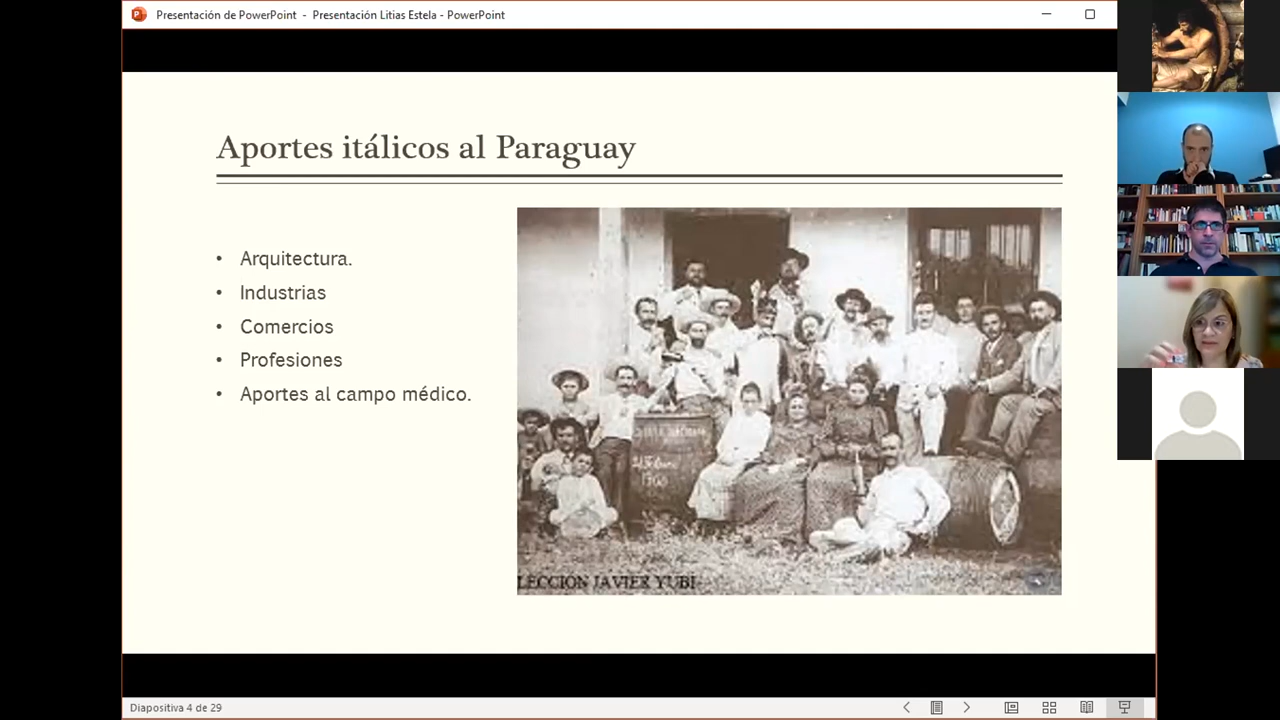 Presentación de PowerPoint - Presentación Litias Estela - PowerPoint
Aportes itálicos al Paraguay
• Arquitectura.
• Industrias
• Comercios
• Profesiones
• Aportes al campo médico.
LECCION JAVIER YUBI
Diapositiva 4 de 29